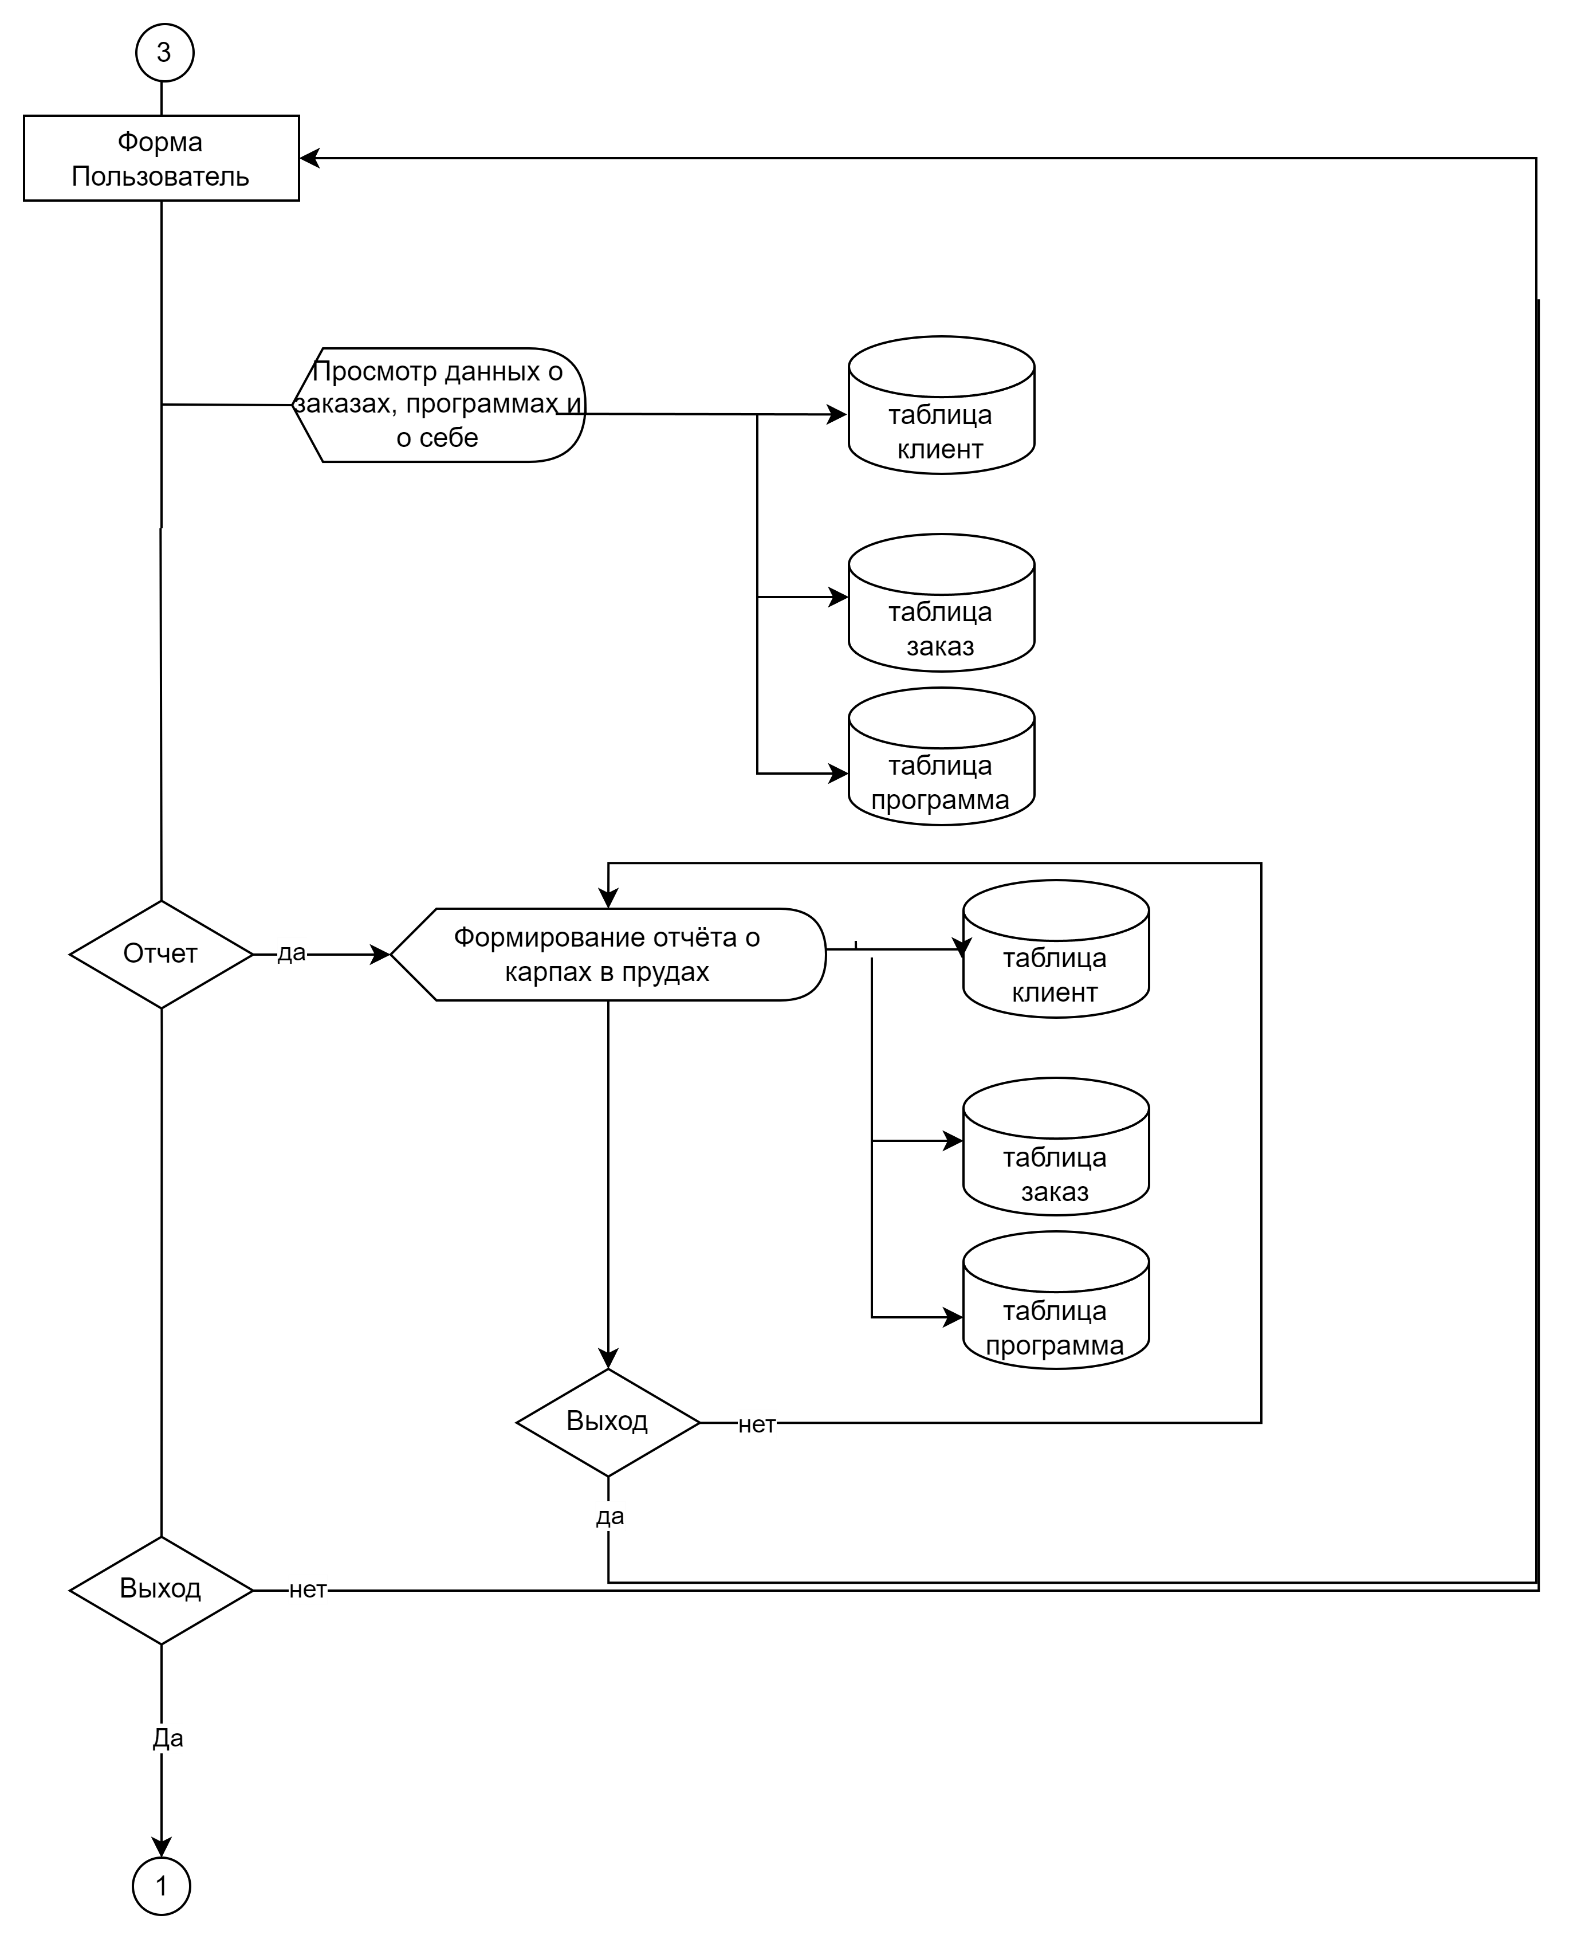 3
Форма
Пользователь
Просмотр данных о
заказах, программах и
о себе
таблица
клиент
таблица
заказ
таблица
программа
Отчет
да
Формирование отчёта о
карпах в прудах
таблица
клиент
таблица
заказ
таблица
программа
Выход
нет
да
Выход
нет
Да
1